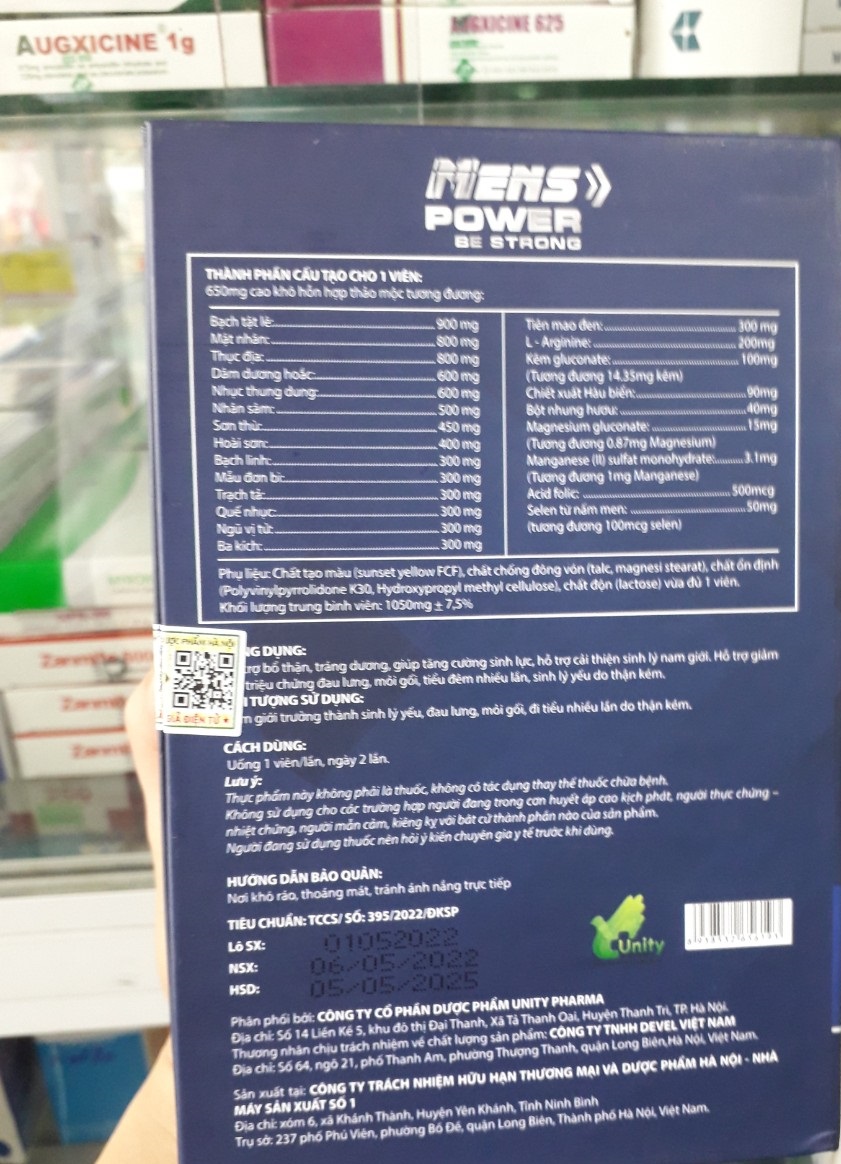 AUGXICINE 1g
AUGXICINE 625
MENS
POWER
BE STRONG
THÀNH PHẦN CẤU TẠO CHO 1 VIÊN:
650mg cao khô hỗn hợp thảo mộc tương đương:
Bạch tật lê: 900 mg
Mật nhân: 800 mg
Thục địa: 800 mg
Dâm dương hoắc: 600 mg
Nhục thung dung: 600 mg
Nhân sâm: 500 mg
Sơn thù: 450 mg
Hoài sơn: 400 mg
Bạch linh: 300 mg
Mẫu đơn bì: 300 mg
Trạch tả: 300 mg
Quế nhục: 300 mg
Ngũ vị tử: 300 mg
Ba kích: 300 mg
Tiên mao đen: 300 mg
L - Arginine: 200mg
Kẽm gluconate: 100mg
(Tương đương 14,35mg kẽm)
Chiết xuất Hàu biển: 90mg
Bột nhung hươu: 40mg
Magnesium gluconate: 15mg
(Tương đương 0.87mg Magnesium)
Manganese (II) sulfat monohydrate: 3.1mg
(Tương đương 1mg Manganese)
Acid folic: 500mcg
Selen từ nấm men: 50mg
(tương đương 100mcg selen)
Phụ liệu: Chất tạo màu (sunset yellow FCF), chất chống đông vón (talc, magnesi stearat), chất ổn định
(Polyvinylpyrrolidone K30, Hydroxypropyl methyl cellulose), chất độn (lactose) vừa đủ 1 viên.
Khối lượng trung bình viên: 1050mg ± 7,5%
ƯỢC PHẨM HÀ NỘI
IÁ ĐIỆN TỬ
NG DỤNG:
trợ bổ thận, tráng dương, giúp tăng cường sinh lực, hỗ trợ cải thiện sinh lý nam giới. Hỗ trợ giảm
triệu chứng đau lưng, mỏi gối, tiểu đêm nhiều lần, sinh lý yếu do thận kém.
I TƯỢNG SỬ DỤNG:
m giới trưởng thành sinh lý yếu, đau lưng, mỏi gối, đi tiểu nhiều lần do thận kém.
CÁCH DÙNG:
Uống 1 viên/lần, ngày 2 lần.
Lưu ý:
Thực phẩm này không phải là thuốc, không có tác dụng thay thế thuốc chữa bệnh.
Không sử dụng cho các trường hợp người đang trong cơn huyết áp cao kịch phát, người thực chứng –
nhiệt chứng, người mẫn cảm, kiêng kỵ với bất cứ thành phần nào của sản phẩm.
Người đang sử dụng thuốc nên hỏi ý kiến chuyên gia y tế trước khi dùng.
HƯỚNG DẪN BẢO QUẢN:
Nơi khô ráo, thoáng mát, tránh ánh nắng trực tiếp
TIÊU CHUẨN: TCCS/ SỐ: 395/2022/ĐKSP
Lô SX: 01052022
NSX: 06/05/2022
HSD: 05/05/2025
Unity
Phân phối bởi: CÔNG TY CỔ PHẦN DƯỢC PHẨM UNITY PHARMA
Địa chỉ: Số 14 Liền Kề 5, khu đô thị Đại Thanh, Xã Tả Thanh Oai, Huyện Thanh Trì, TP. Hà Nội.
Thương nhân chịu trách nhiệm về chất lượng sản phẩm: CÔNG TY TNHH DEVEL VIỆT NAM
Địa chỉ: Số 64, ngõ 21, phố Thanh Am, phường Thượng Thanh, quận Long Biên, Hà Nội, Việt Nam.
Sản xuất tại: CÔNG TY TRÁCH NHIỆM HỮU HẠN THƯƠNG MẠI VÀ DƯỢC PHẨM HÀ NỘI - NHÀ
MÁY SẢN XUẤT SỐ 1
Địa chỉ: xóm 6, xã Khánh Thành, Huyện Yên Khánh, Tỉnh Ninh Bình
Trụ sở: 237 phố Phú Viên, phường Bồ Đề, quận Long Biên, Thành phố Hà Nội, Việt Nam.